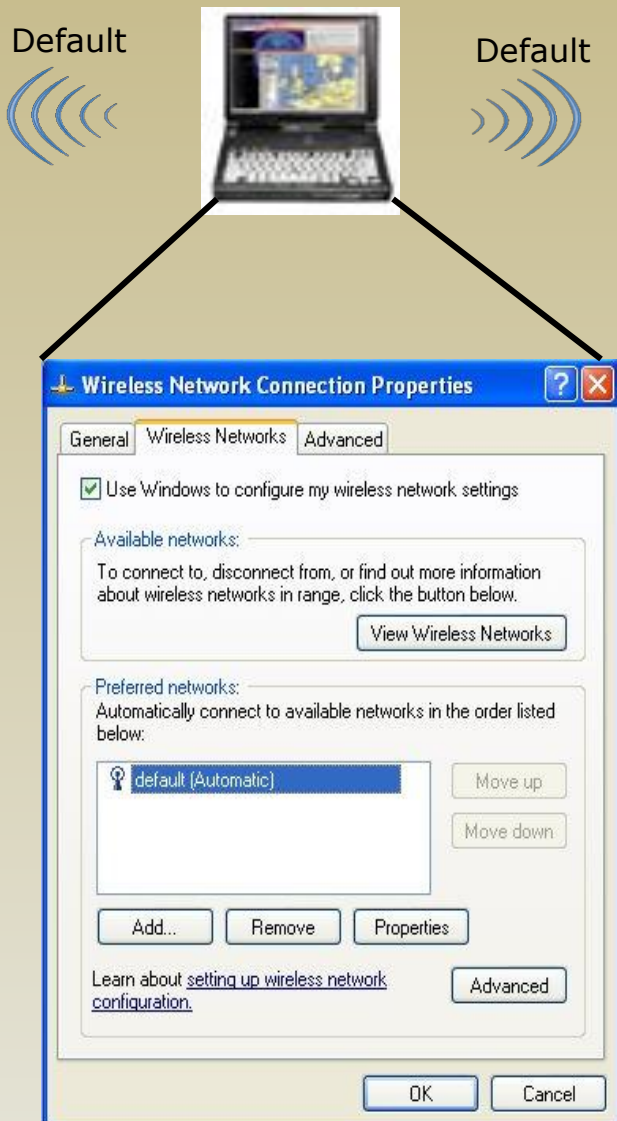 Default
Default
Wireless Network Connection Properties
General Wireless Networks Advanced
Use Windows to configure my wireless network settings
Available networks:
To connect to, disconnect from, or find out more information
about wireless networks in range, click the button below.
View Wireless Networks
Preferred networks:
Automatically connect to available networks in the order listed
below:
default (Automatic)
Move up
Move down
Add... Remove Properties
Learn about setting up wireless network
configuration.
Advanced
OK Cancel